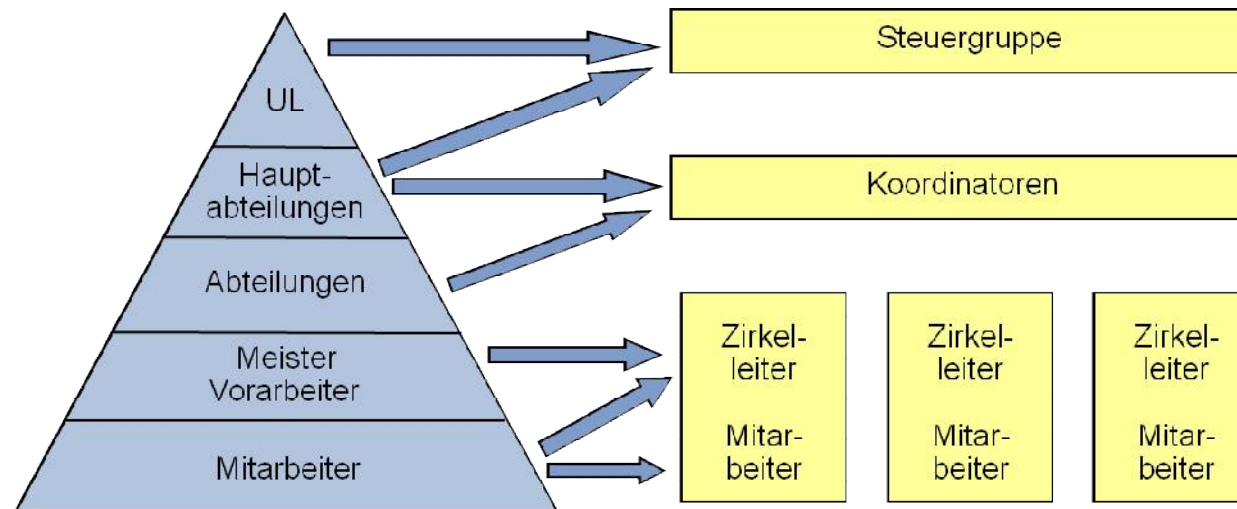 UL
Haupt-
abteilungen
Abteilungen
Meister
Vorarbeiter
Mitarbeiter
Steuergruppe
Koordinatoren
Zirkel-
leiter
Mitar-
beiter
Zirkel-
leiter
Mitar-
beiter
Zirkel-
leiter
Mitar-
beiter